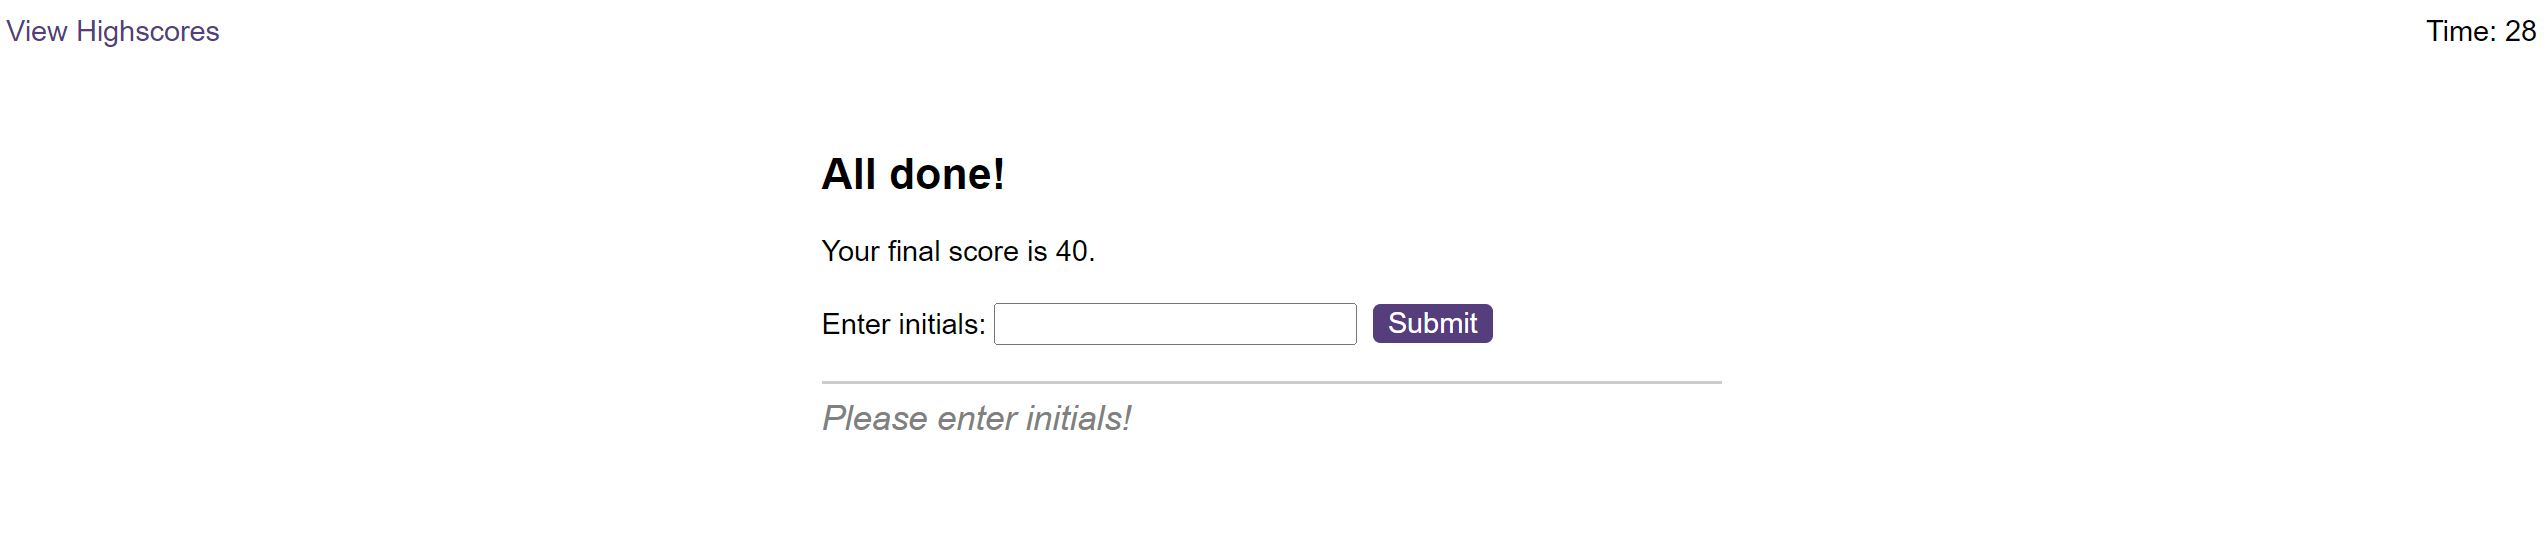 View Highscores
Time: 28
All done!
Your final score is 40.
Enter initials: Submit
Please enter initials!